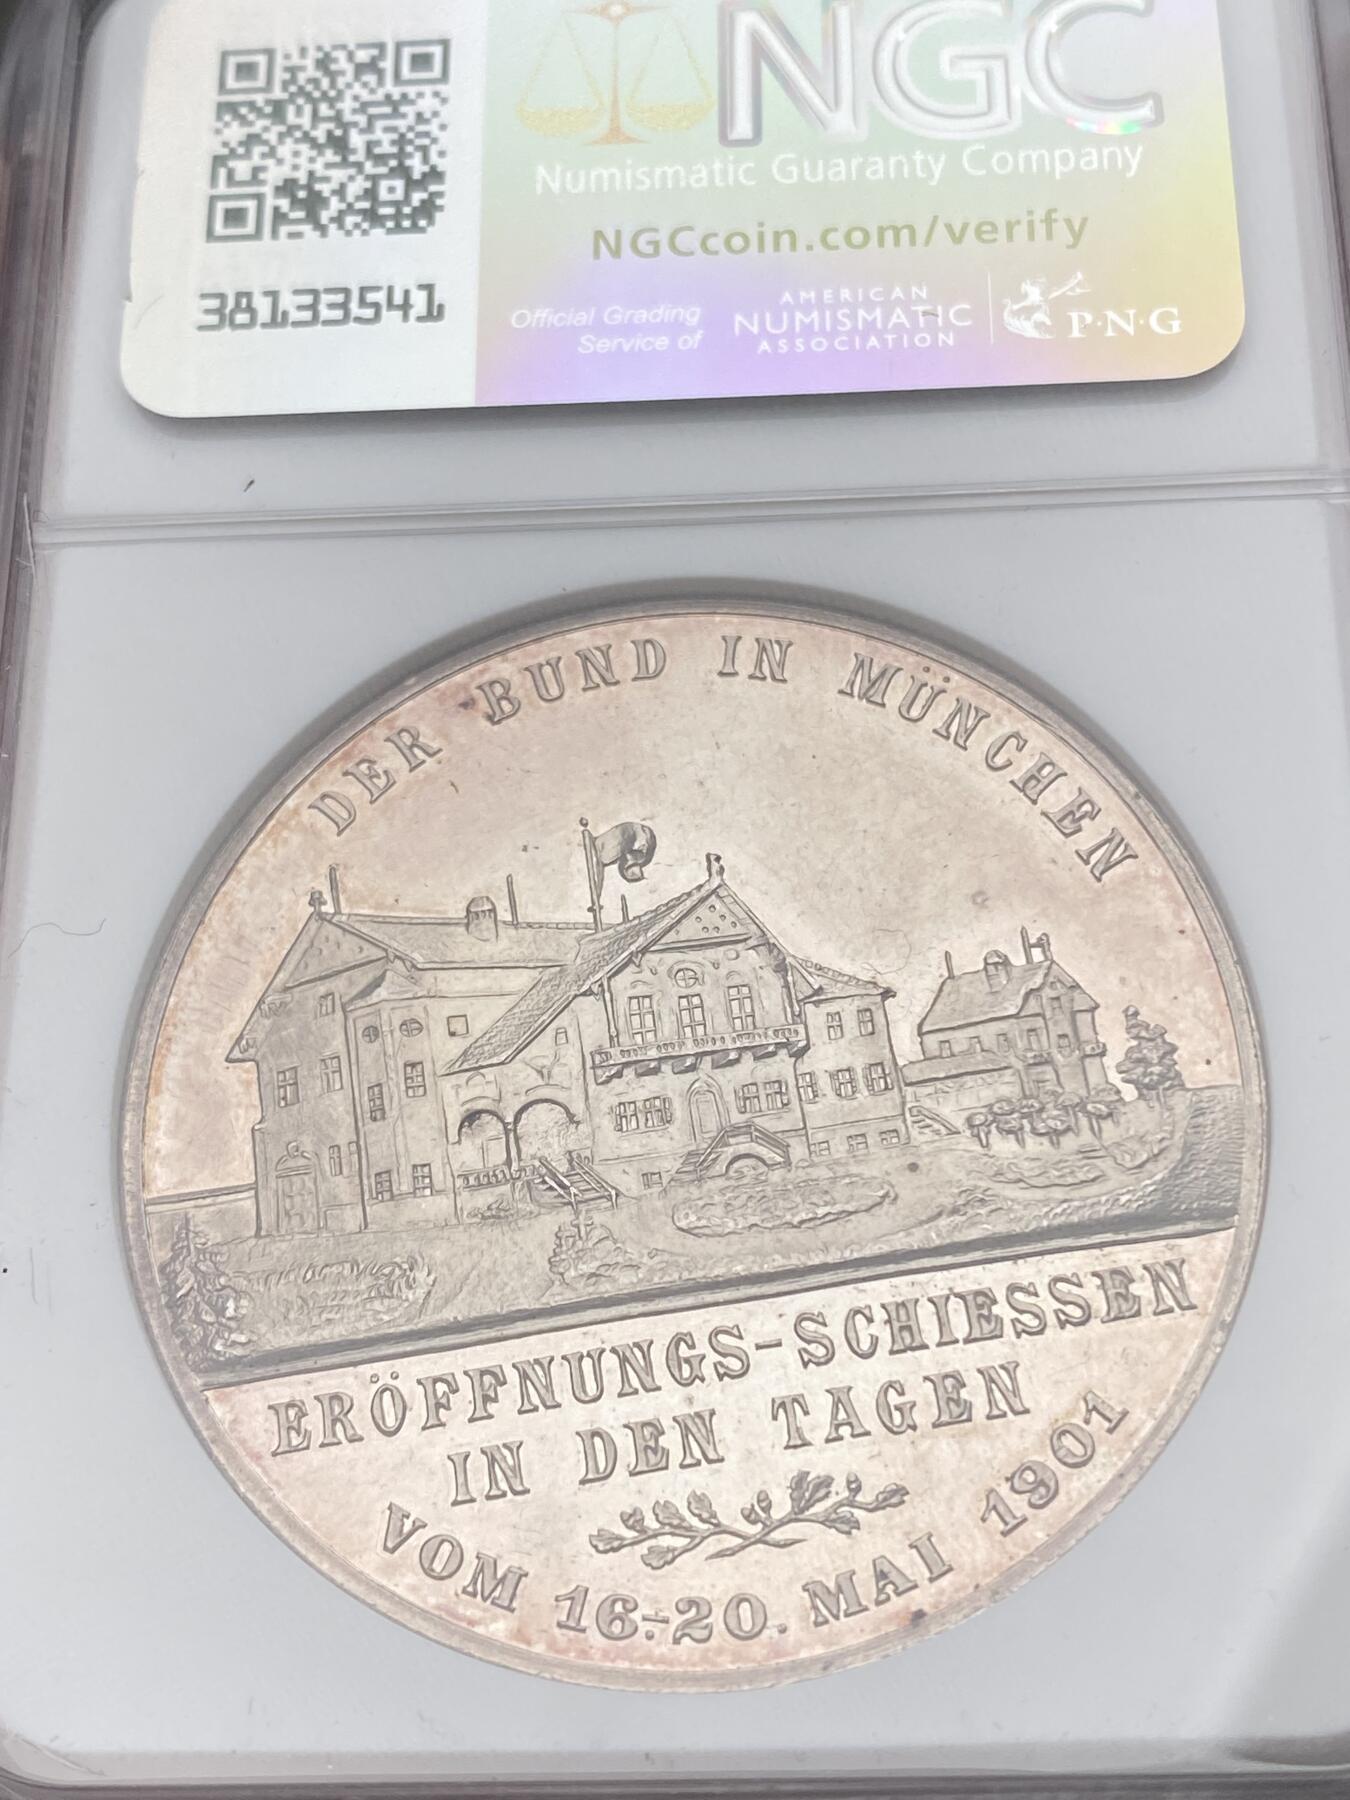 NGC
Numismatic Guaranty Company
NGCcoin.com/verify
38133541
Official Grading
Service of
AMERICAN
NUMISMATIC
ASSOCIATION
P·N·G
DER BUND IN MÜNCHEN
ERÖFFNUNGS-SCHIESSEN
IN DEN TAGEN
VOM 16.-20. MAI 1901